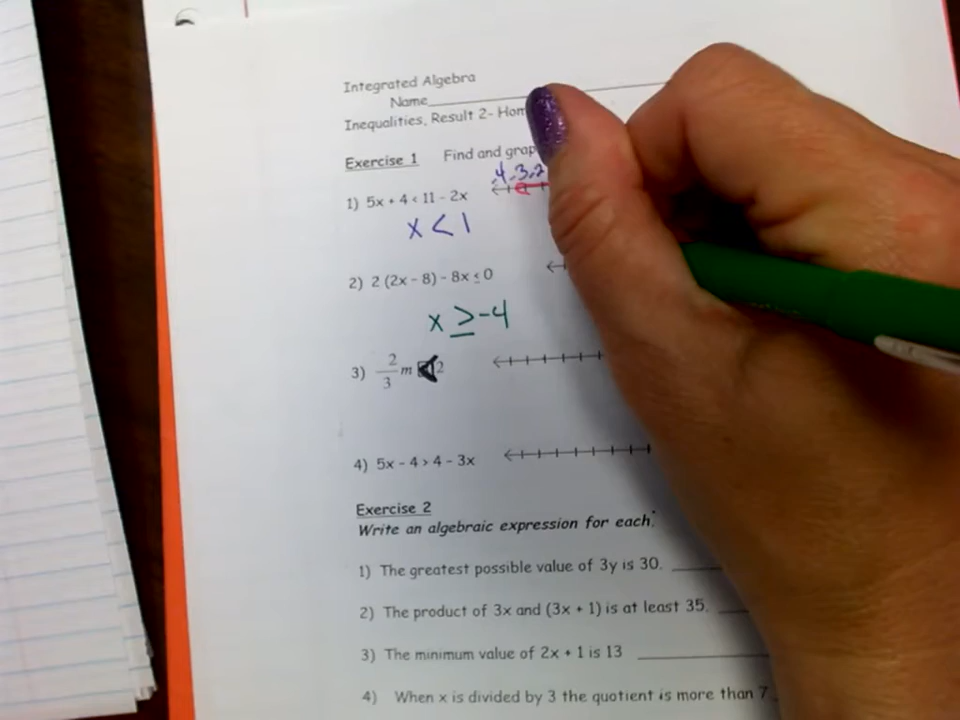 Integrated Algebra
Name
Inequalities, Result 2- Hom
Exercise 1 Find and grap
-4 -3 -2
1) 5x + 4 < 11 - 2x
x < 1
2) 2 (2x - 8) - 8x ≤ 0
x ≥ -4
3) 2/3 m < 2
4) 5x - 4 > 4 - 3x
Exercise 2
Write an algebraic expression for each.
1) The greatest possible value of 3y is 30.
2) The product of 3x and (3x + 1) is at least 35.
3) The minimum value of 2x + 1 is 13
4) When x is divided by 3 the quotient is more than 7